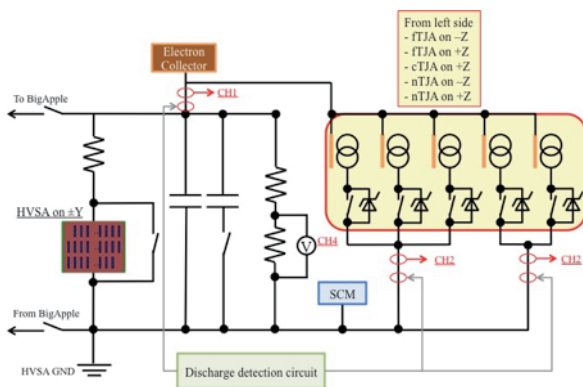 From left side
- fTJA on –Z
- fTJA on +Z
- cTJA on +Z
- nTJA on –Z
- nTJA on +Z
Electron
Collector
CH1
To BigApple
HVSA on ±Y
V
CH4
CH2
CH2
SCM
From BigApple
HVSA GND
Discharge detection circuit